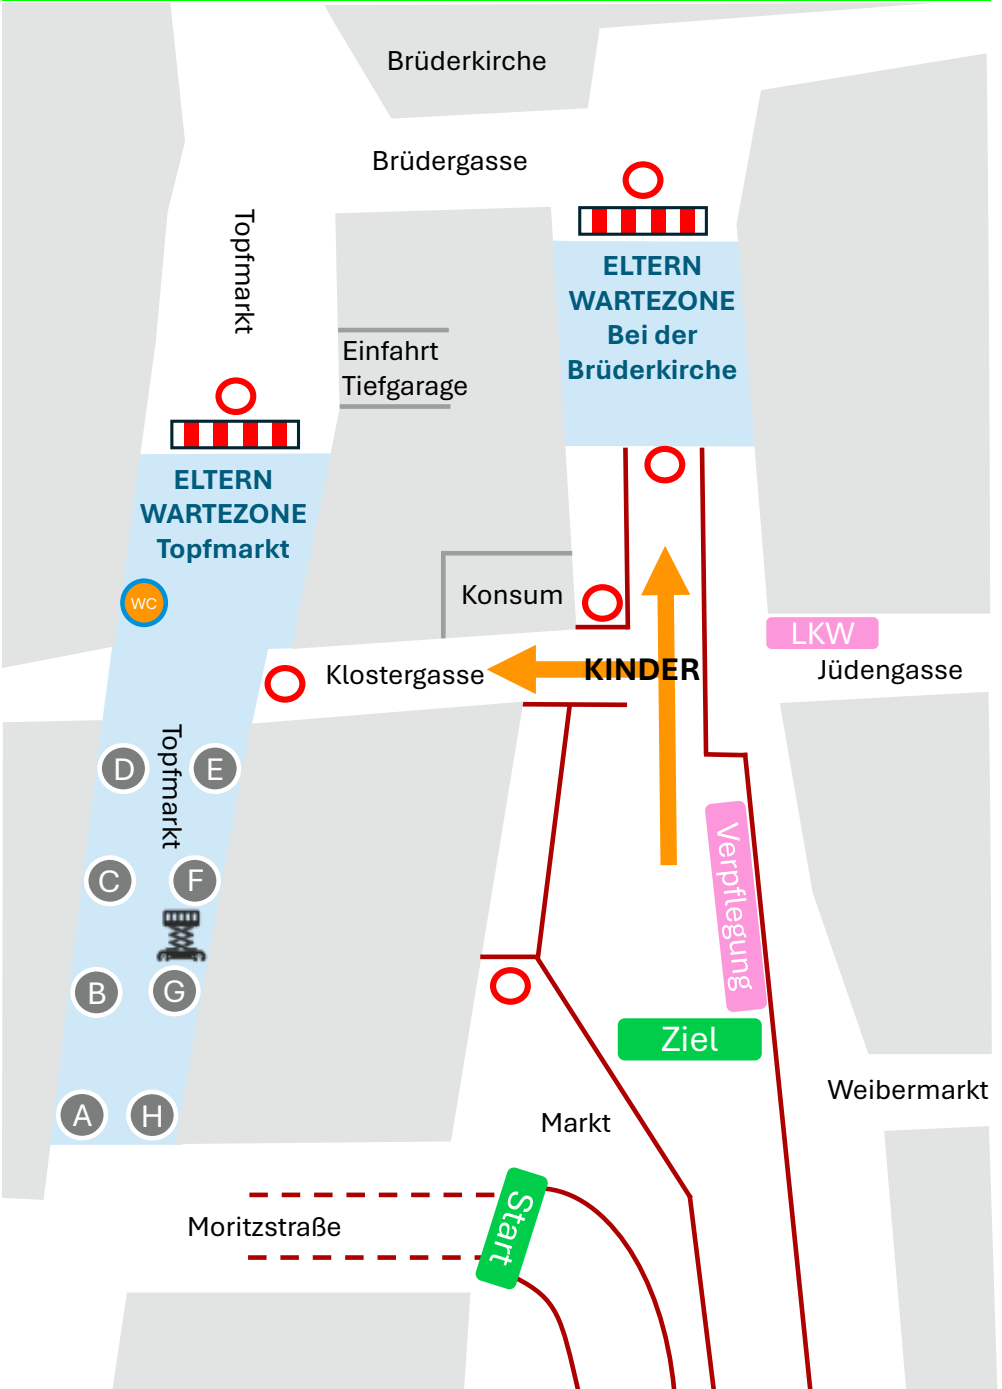 Brüderkirche
Brüdergasse
Topfmarkt
ELTERN
WARTEZONE
Bei der
Brüderkirche
Einfahrt
Tiefgarage
ELTERN
WARTEZONE
Topfmarkt
WC
Konsum
LKW
Klostergasse
KINDER
Jüdengasse
Topfmarkt
D
E
C
F
Verpflegung
B
G
Ziel
Weibermarkt
A
H
Markt
Start
Moritzstraße